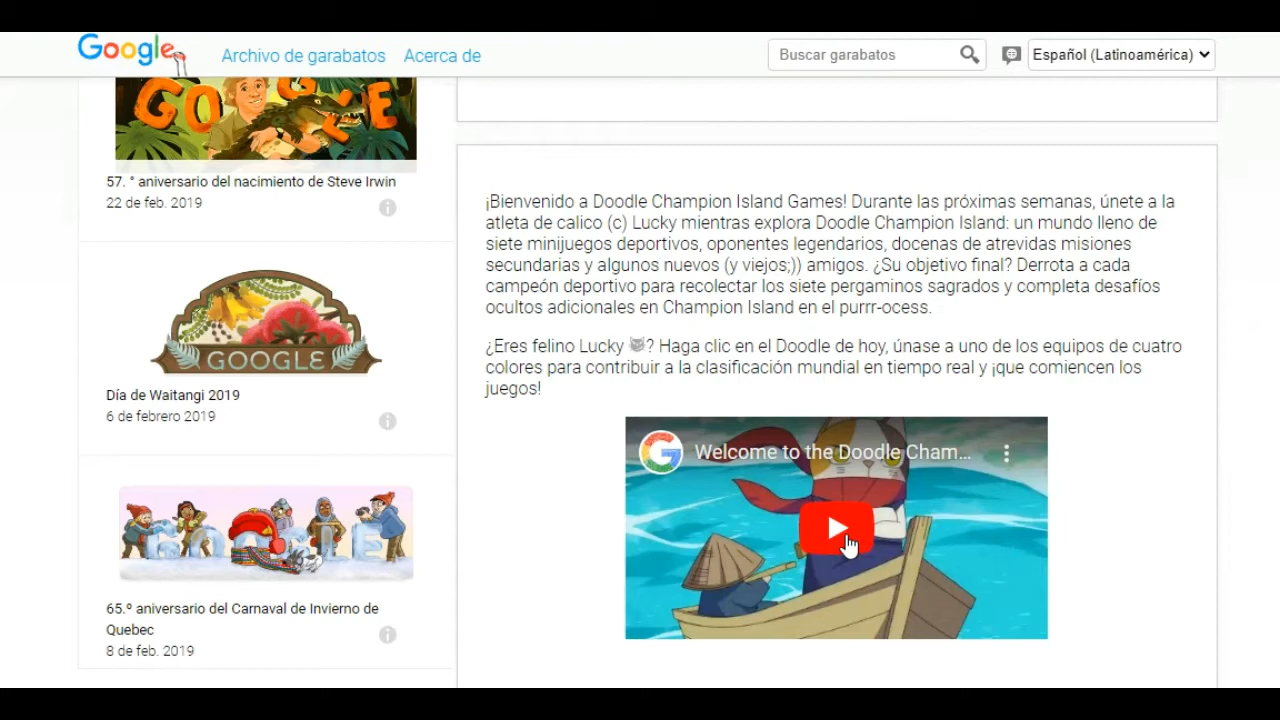 Google
Archivo de garabatos
Acerca de
Buscar garabatos
Español (Latinoamérica)
GOOGLE
57. ° aniversario del nacimiento de Steve Irwin
22 de feb. 2019
GOOGLE
Día de Waitangi 2019
6 de febrero 2019
GOOGLE
65.º aniversario del Carnaval de Invierno de
Quebec
8 de feb. 2019
¡Bienvenido a Doodle Champion Island Games! Durante las próximas semanas, únete a la
atleta de calico (c) Lucky mientras explora Doodle Champion Island: un mundo lleno de
siete minijuegos deportivos, oponentes legendarios, docenas de atrevidas misiones
secundarias y algunos nuevos (y viejos;)) amigos. ¿Su objetivo final? Derrota a cada
campeón deportivo para recolectar los siete pergaminos sagrados y completa desafíos
ocultos adicionales en Champion Island en el purrr-ocess.
¿Eres felino Lucky 😼? Haga clic en el Doodle de hoy, únase a uno de los equipos de cuatro
colores para contribuir a la clasificación mundial en tiempo real y ¡que comiencen los
juegos!
G
Welcome to the Doodle Cham...